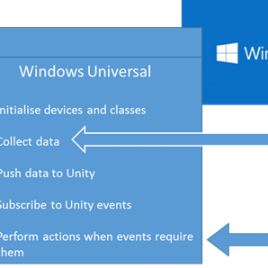 Win
Windows Universal
Initialise devices and classes
Collect data
Push data to Unity
Subscribe to Unity events
Perform actions when events require
them